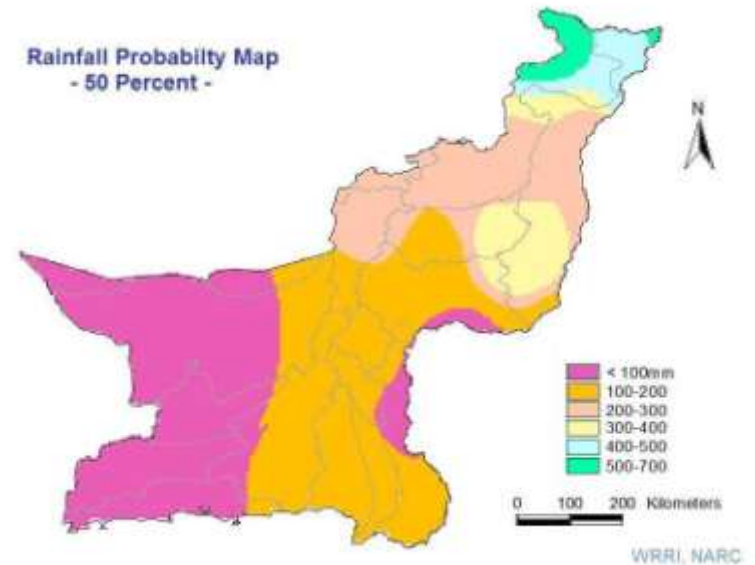 Rainfall Probabilty Map
- 50 Percent -
N
< 100mm
100-200
200-300
300-400
400-500
500-700
0 100 200 Kilometers
WRRI, NARC